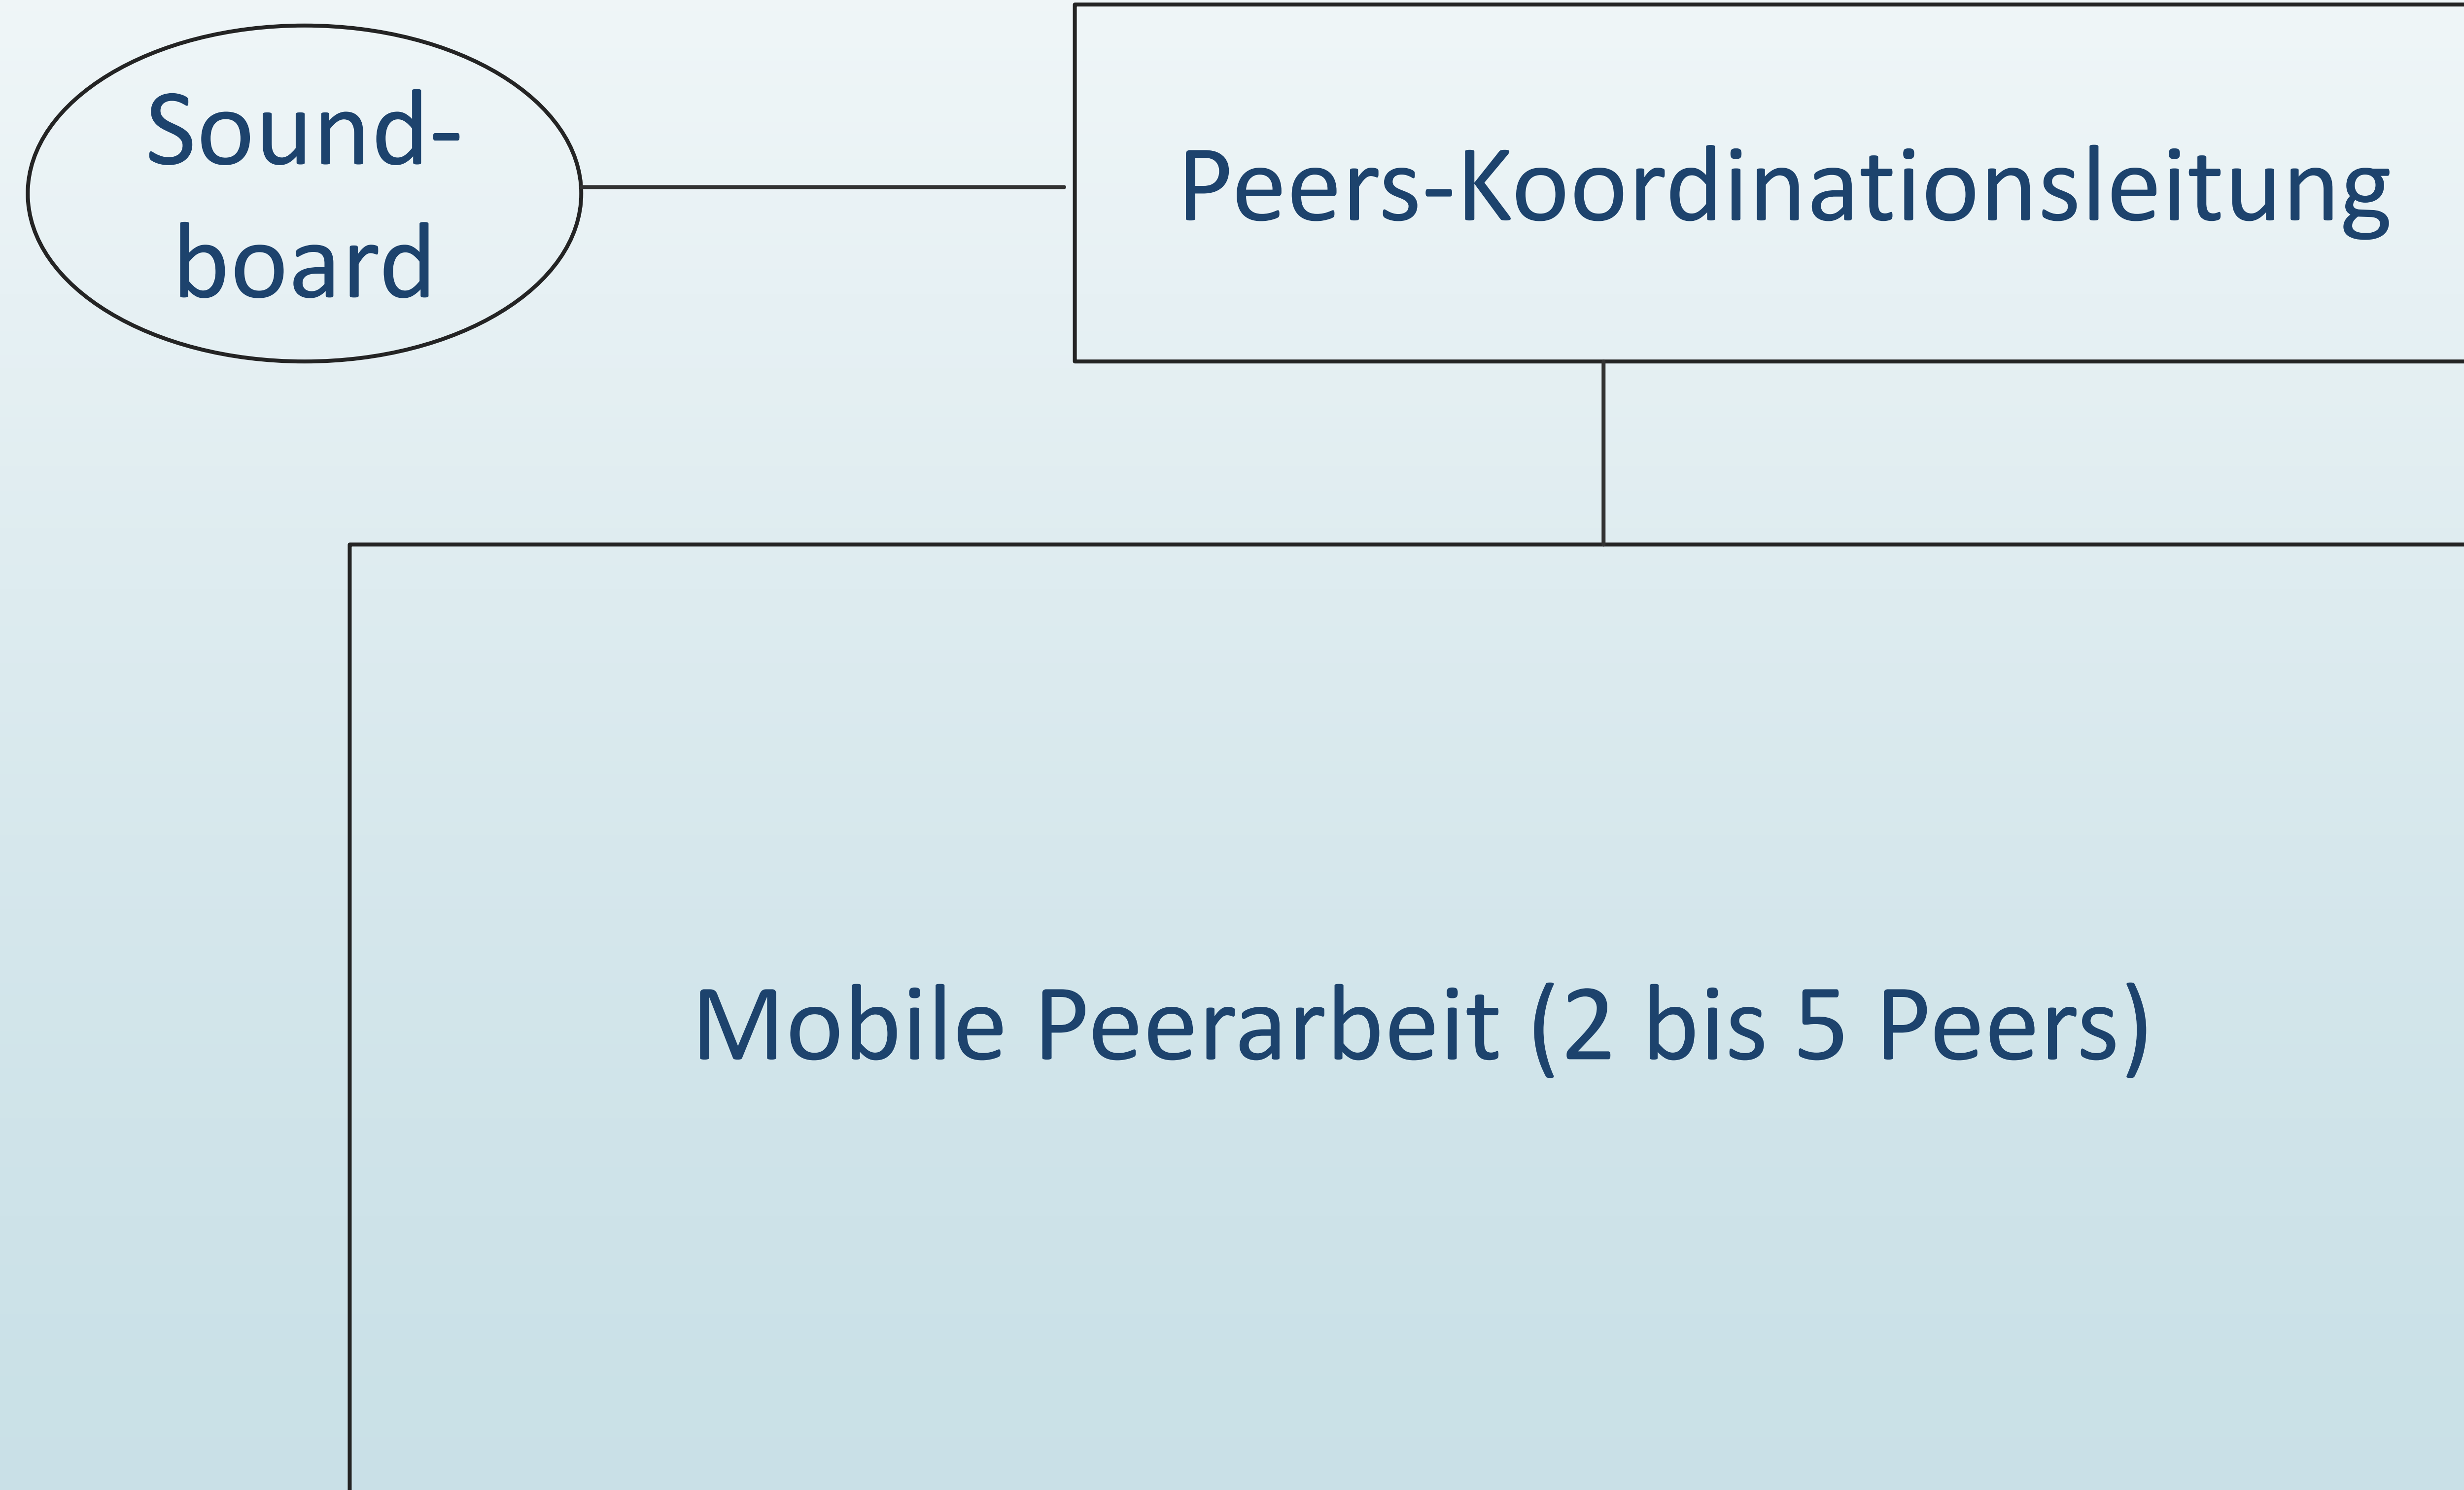 Sound-
board
Peers-Koordinationsleitung
Mobile Peerarbeit (2 bis 5 Peers)